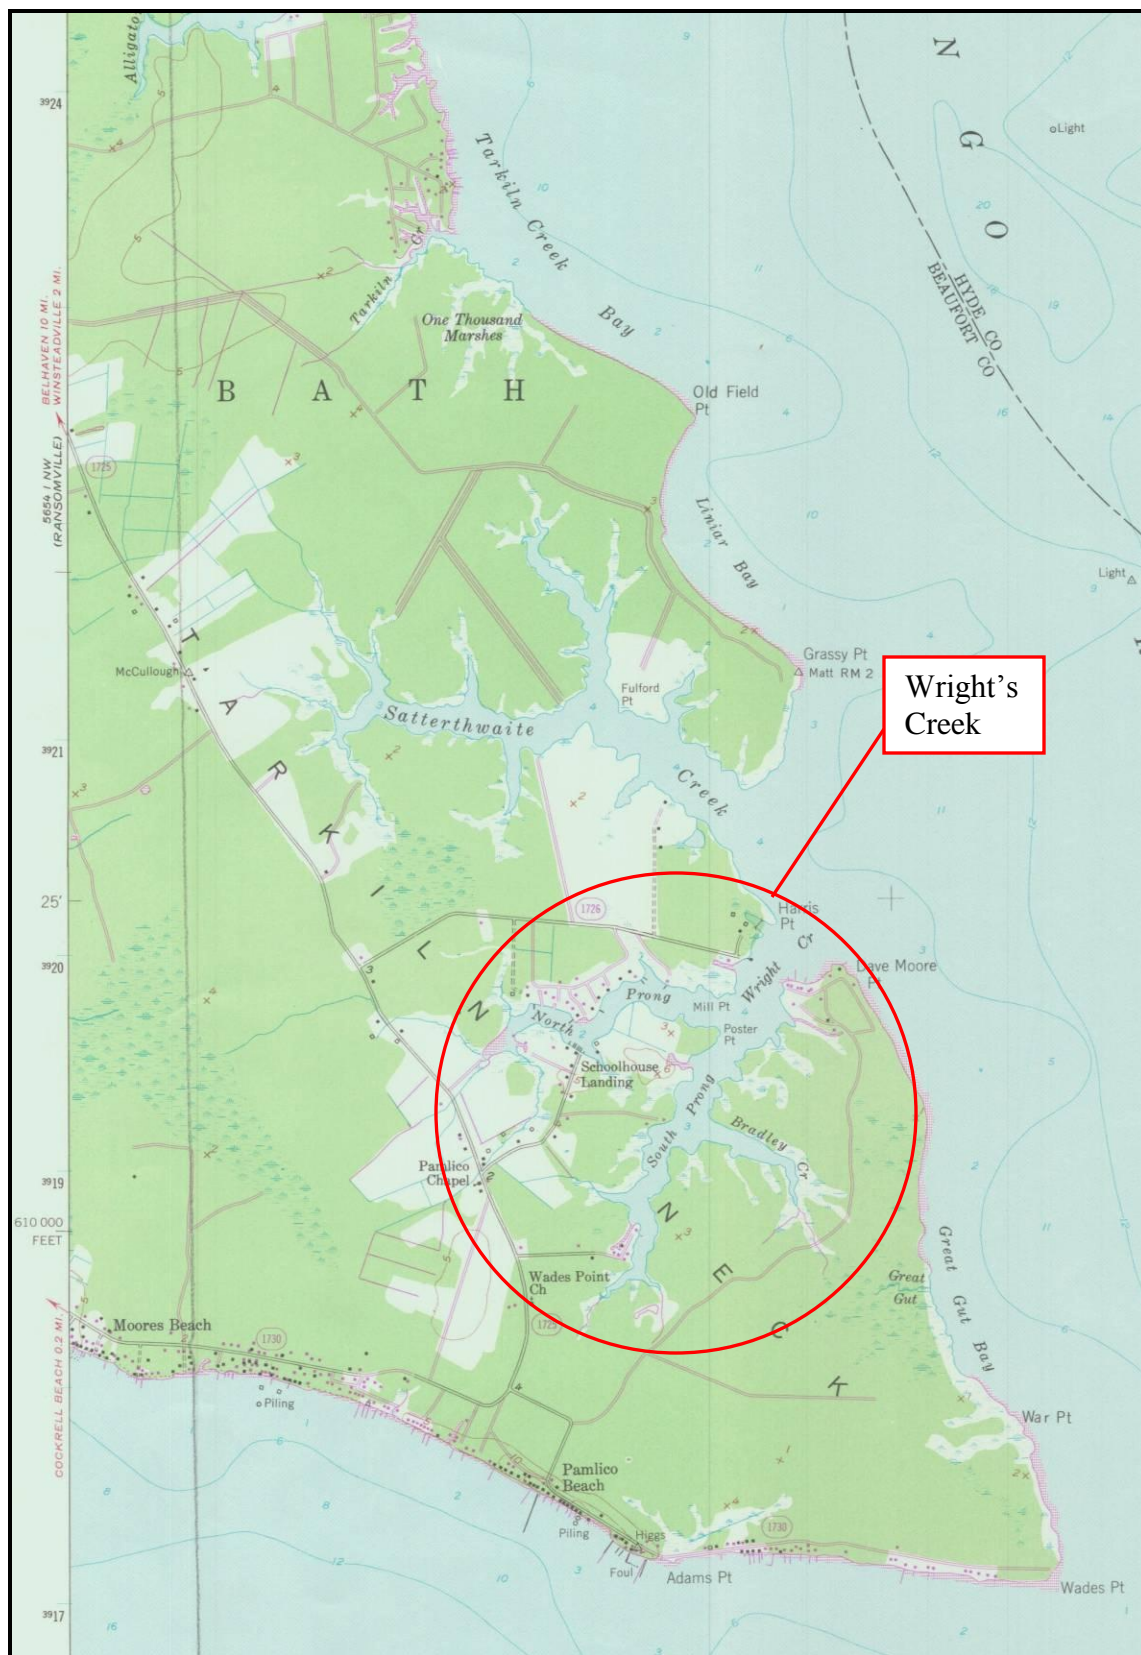 Alligator
3924
N
G
O
Light
Tarkiln Creek
Bay
HYDE CO
BEAUFORT CO
Tarkiln Cr
One Thousand
Marshes
BELHAVEN 10 MI.
WINSTEADVILLE 2 MI.
BATH
Old Field
Pt
5654 I NW
(RANSOMVILLE)
1725
Liniar Bay
Light
Grassy Pt
Matt RM 2
McCullough
Fulford
Pt
Wright's
Creek
Satterthwaite
Creek
3921
TARKILN
NECK
25'
1726
Harris
Pt
3920
Wright Cr
Dave Moore
Pt
North Prong
Mill Pt
Poster
Pt
Schoolhouse
Landing
South Prong
Bradley Cr
Pamlico
Chapel
3919
610 000
FEET
Great
Gut
Great Gut Bay
Wades Point
Ch
1725
Moores Beach
1730
COCKRELL BEACH 0.2 MI.
Piling
War Pt
Pamlico
Beach
Piling
Higgs
1730
Foul
Adams Pt
Wades Pt
3917